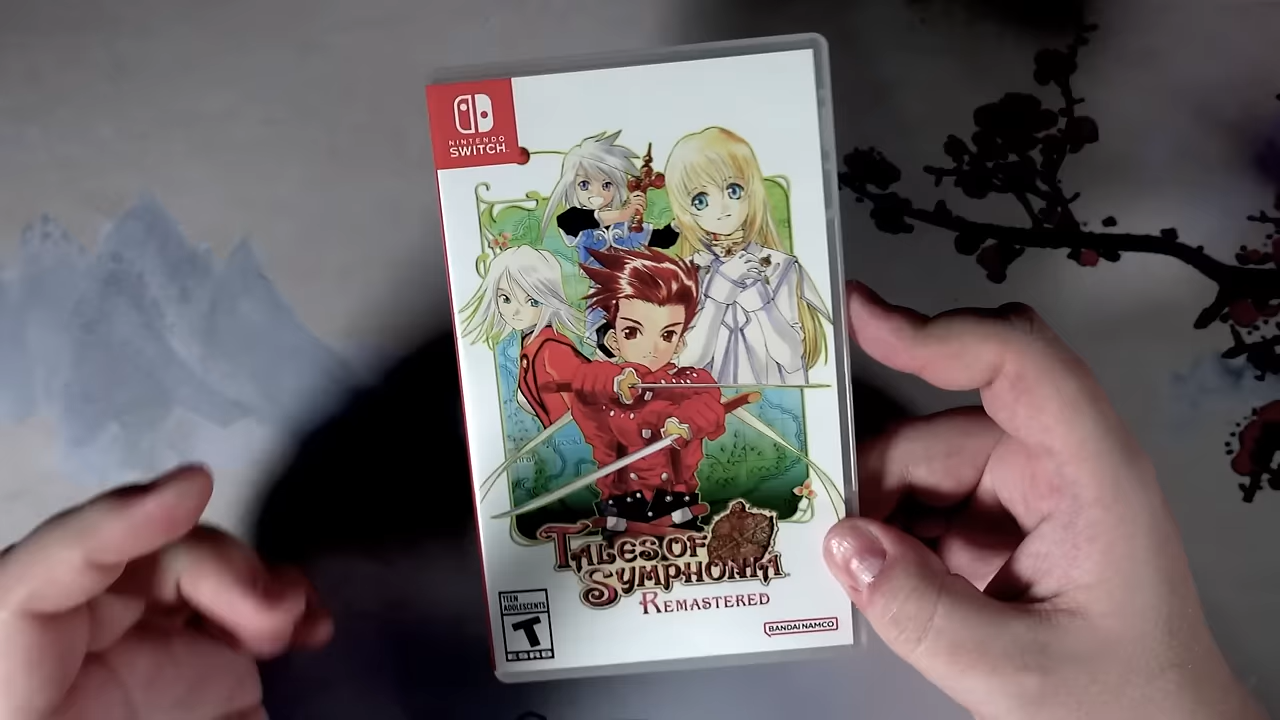 NINTENDO
SWITCH
TALES OF
SYMPHONIA
REMASTERED
TEEN
ADOLESCENTS
T
ESRB
BANDAI NAMCO